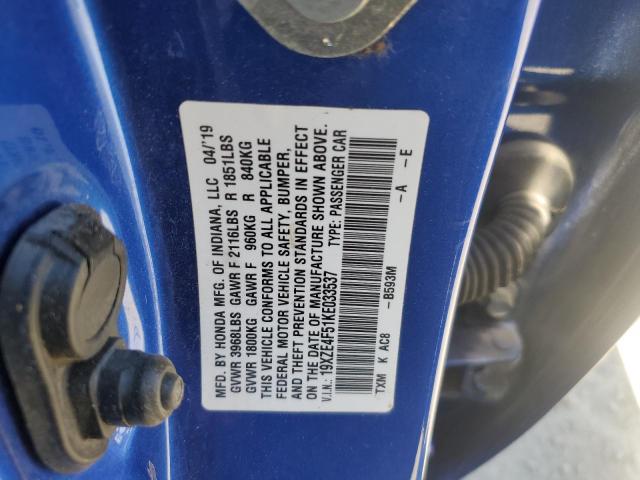 MFD. BY HONDA MFG. OF INDIANA, LLC 04/'19
GVWR 3968LBS GAWR F 2116LBS R 1851LBS
GVWR 1800KG GAWR F 960KG R 840KG
THIS VEHICLE CONFORMS TO ALL APPLICABLE
FEDERAL MOTOR VEHICLE SAFETY, BUMPER,
AND THEFT PREVENTION STANDARDS IN EFFECT
ON THE DATE OF MANUFACTURE SHOWN ABOVE.
V.I.N.: 19XZE4F51KE033537 TYPE: PASSENGER CAR
TXM K AC8 -B593M -A -E